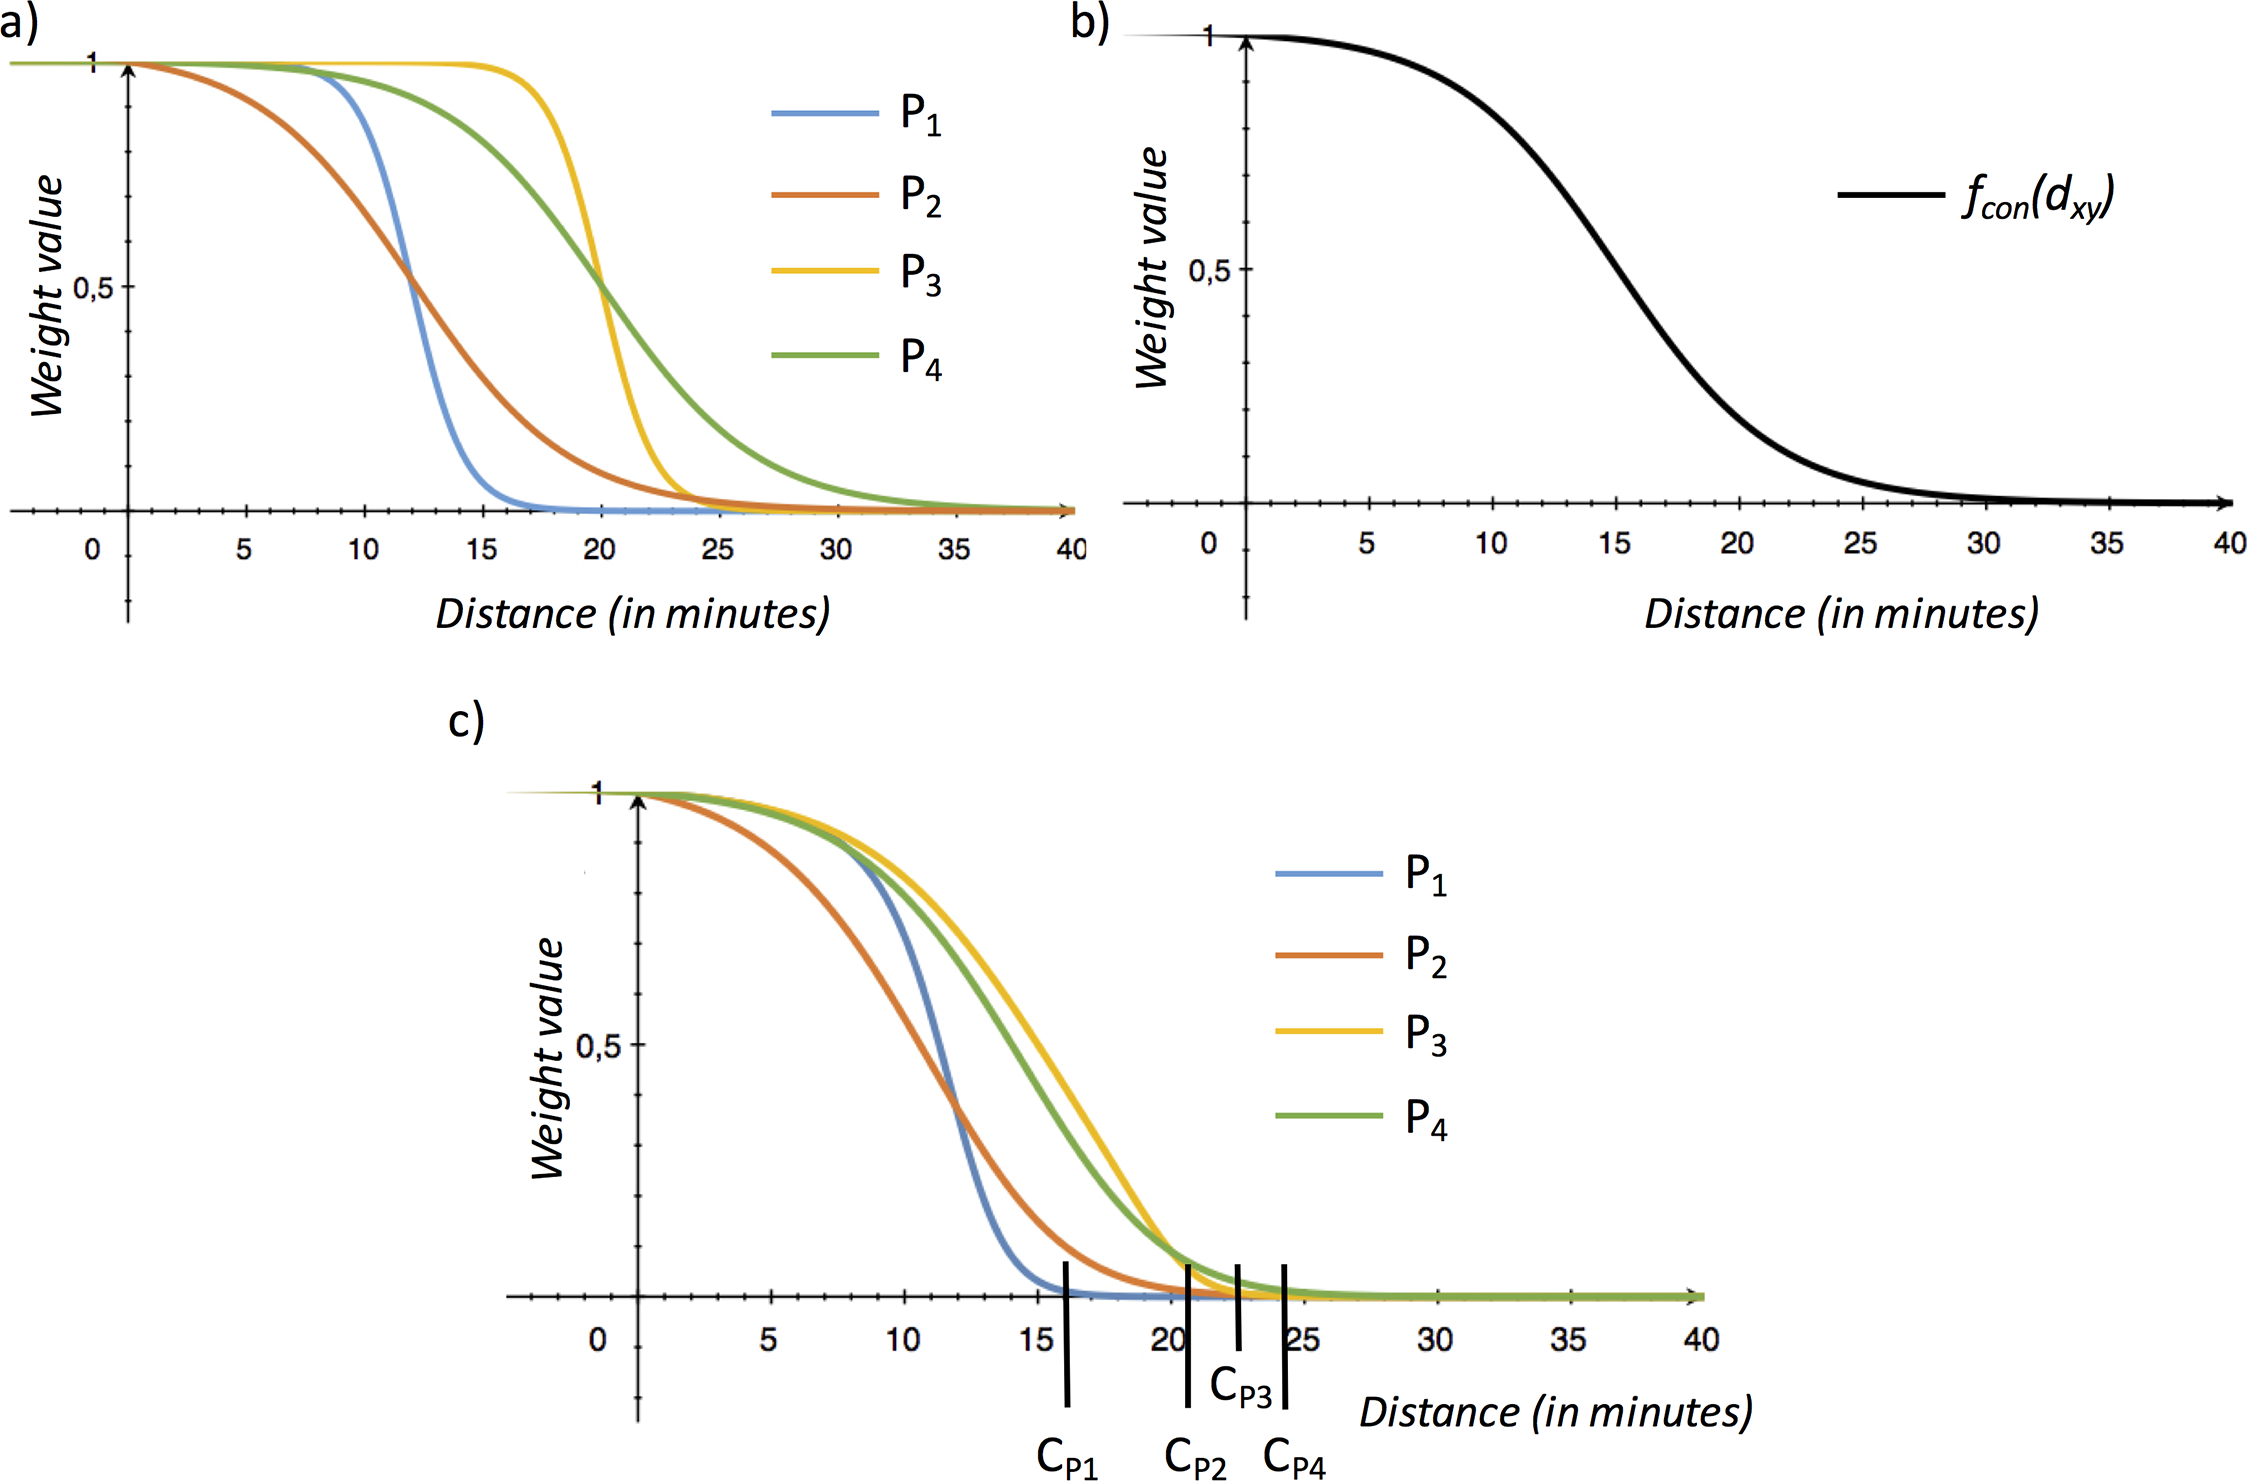 a)
1
0,5
Weight value
0 5 10 15 20 25 30 35 40
Distance (in minutes)
P1
P2
P3
P4
b)
1
0,5
Weight value
fcon(dxy)
0 5 10 15 20 25 30 35 40
Distance (in minutes)
c)
1
0,5
Weight value
P1
P2
P3
P4
0 5 10 15 20 25 30 35 40
CP3
Distance (in minutes)
CP1 CP2 CP4